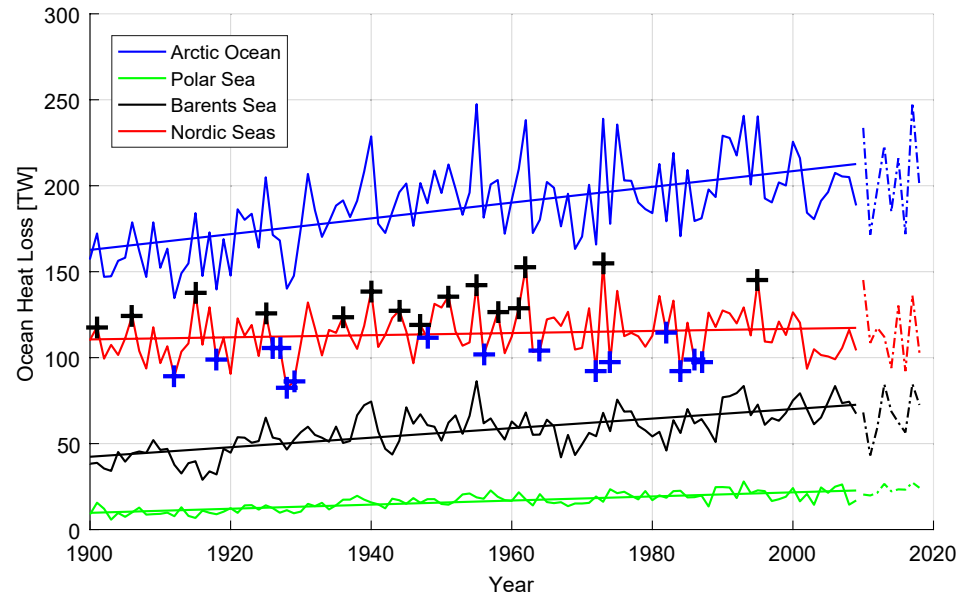 300
250
200
150
100
50
0
Ocean Heat Loss [TW]
Arctic Ocean
Polar Sea
Barents Sea
Nordic Seas
1900 1920 1940 1960 1980 2000 2020
Year